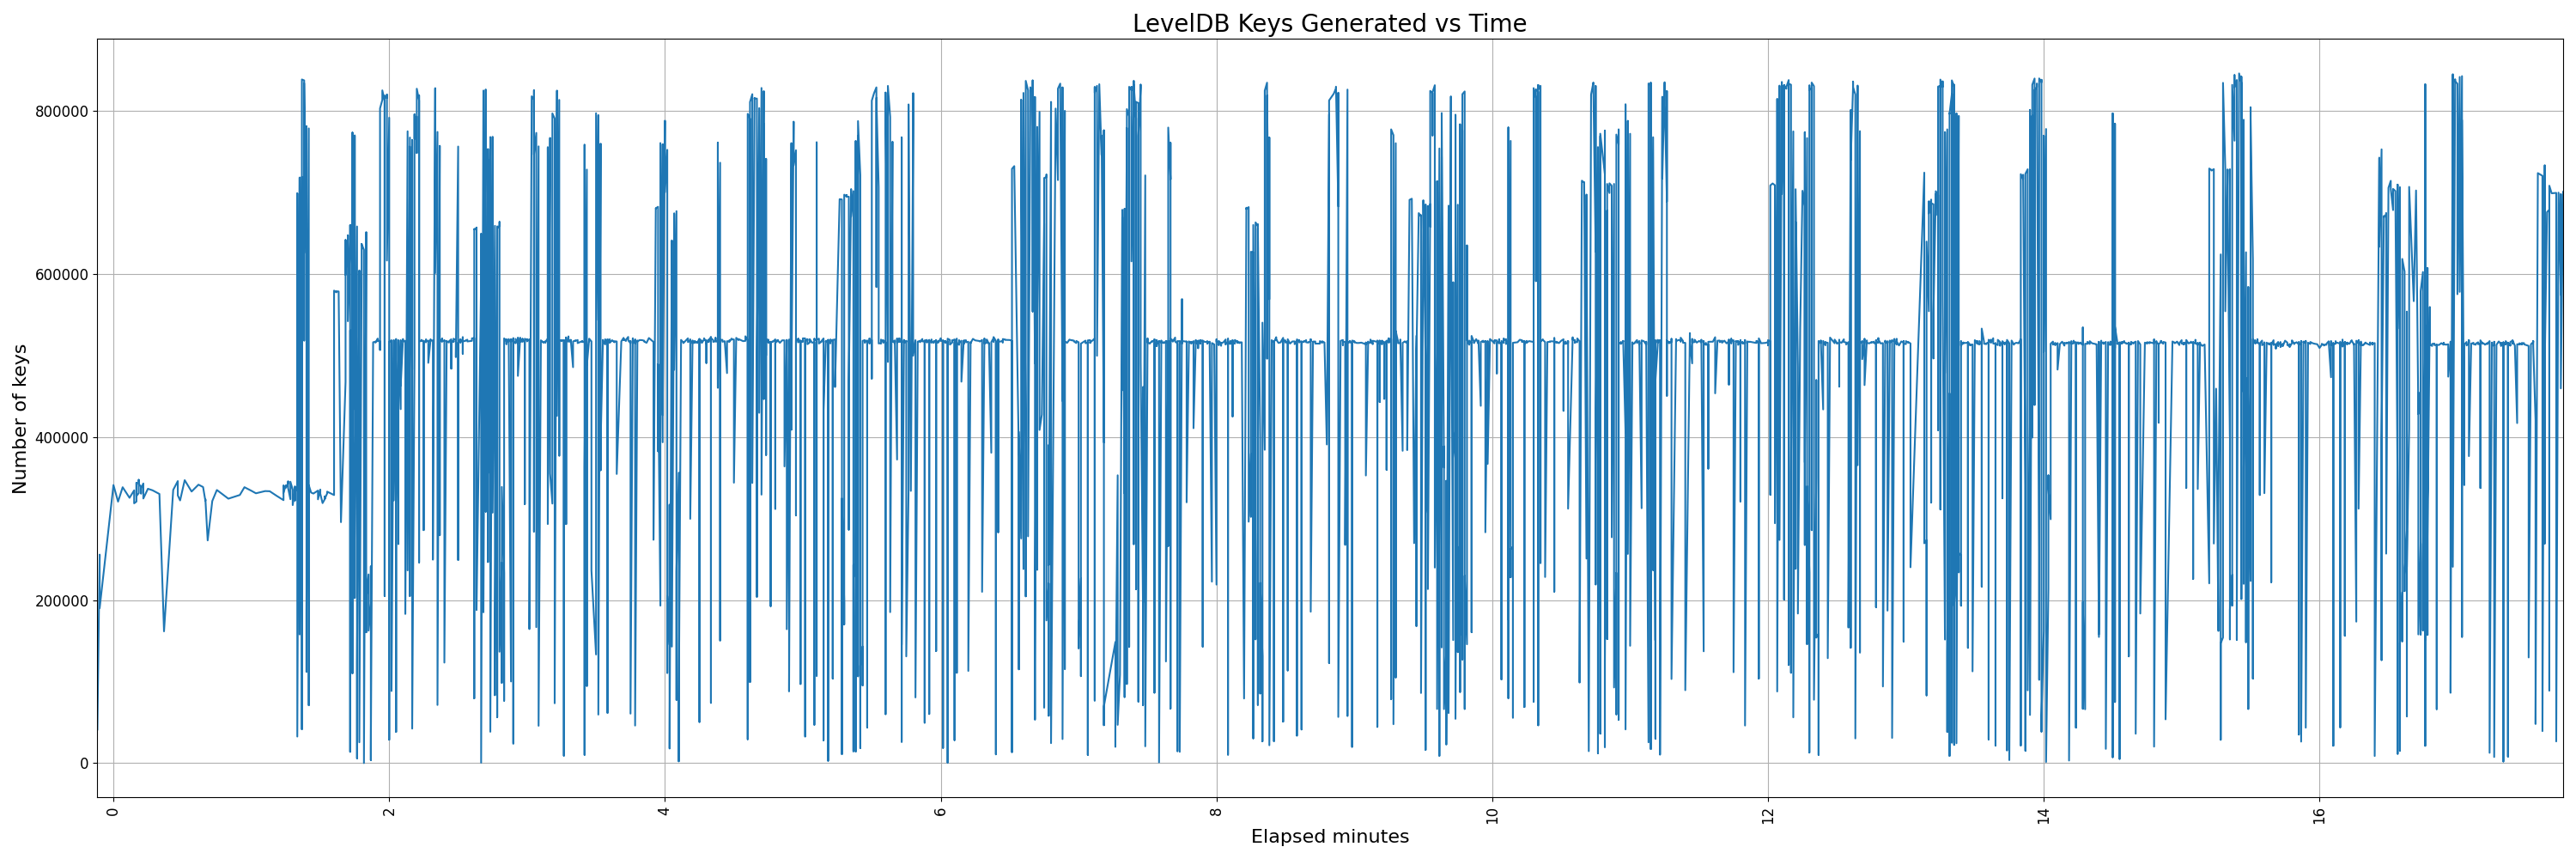 LevelDB Keys Generated vs Time
Number of keys
800000
600000
400000
200000
0
0 2 4 6 8 10 12 14 16
Elapsed minutes